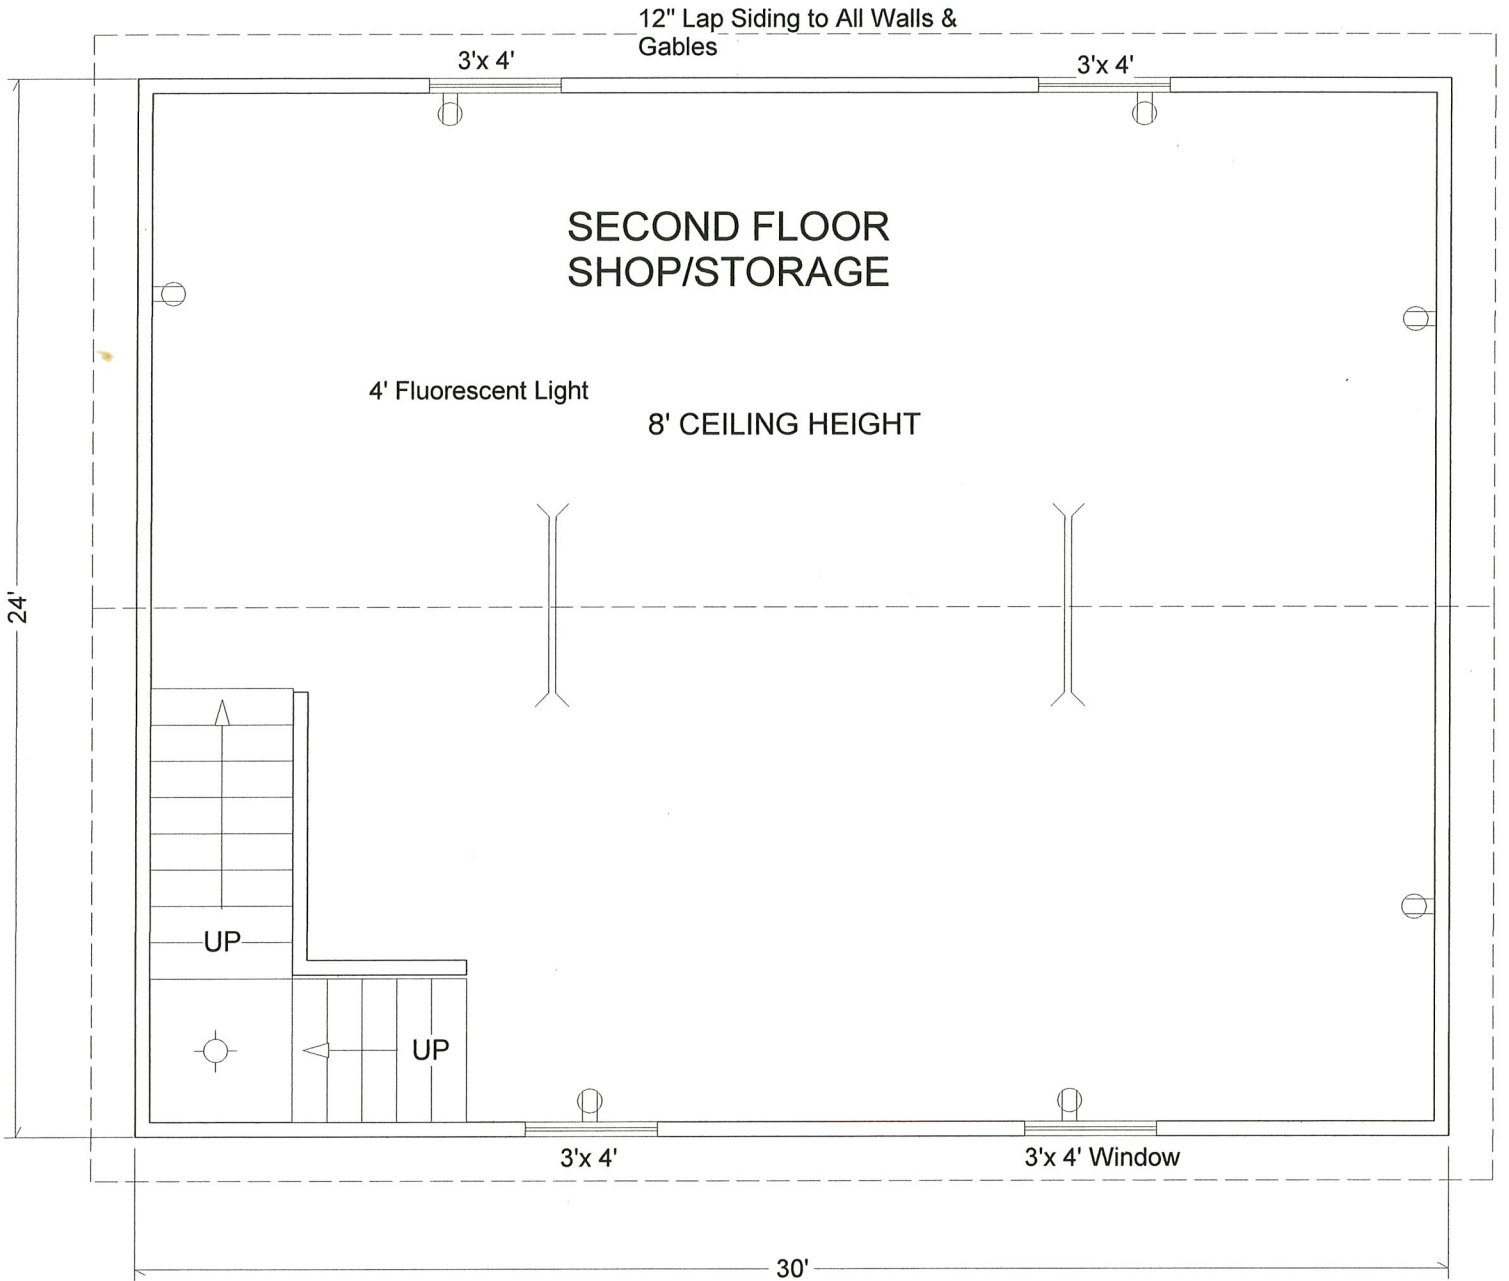 12" Lap Siding to All Walls &
Gables
3'x 4'
3'x 4'
SECOND FLOOR
SHOP/STORAGE
4' Fluorescent Light
8' CEILING HEIGHT
24'
UP
UP
3'x 4'
3'x 4' Window
30'